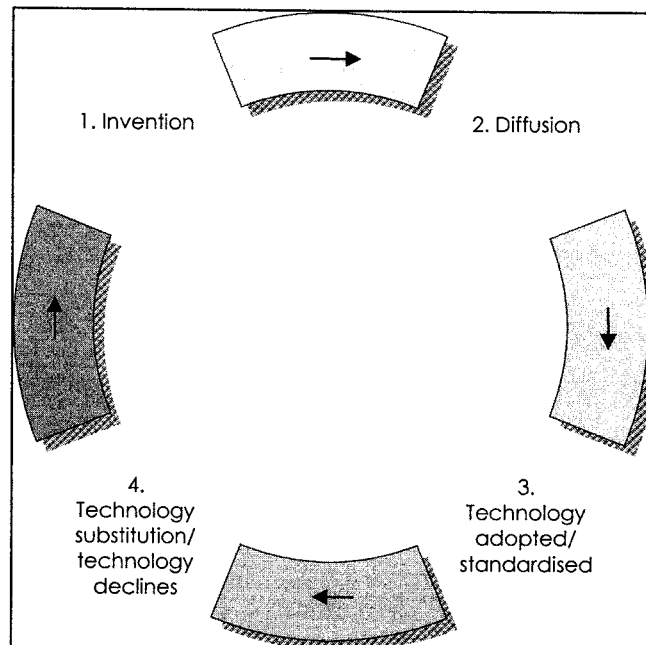 1. Invention
2. Diffusion
3.
Technology
adopted/
standardised
4.
Technology
substitution/
technology
declines